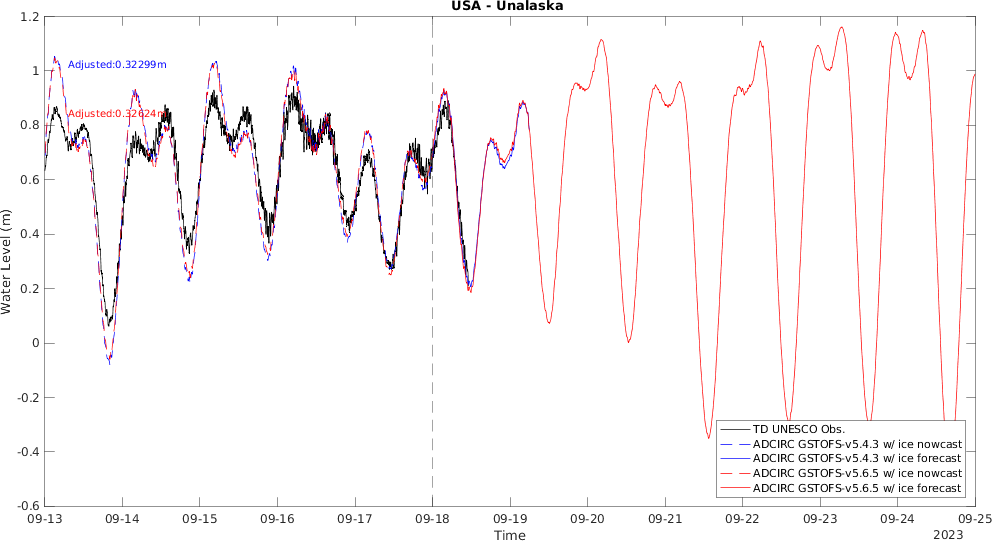 USA - Unalaska
1.2
1
0.8
0.6
0.4
0.2
0
-0.2
-0.4
-0.6
Water Level (m)
Adjusted:0.32299m
Adjusted:0.32624m
TD UNESCO Obs.
ADCIRC GSTOFS-v5.4.3 w/ ice nowcast
ADCIRC GSTOFS-v5.4.3 w/ ice forecast
ADCIRC GSTOFS-v5.6.5 w/ ice nowcast
ADCIRC GSTOFS-v5.6.5 w/ ice forecast
09-13 09-14 09-15 09-16 09-17 09-18 09-19 09-20 09-21 09-22 09-23 09-24 09-25
Time
2023